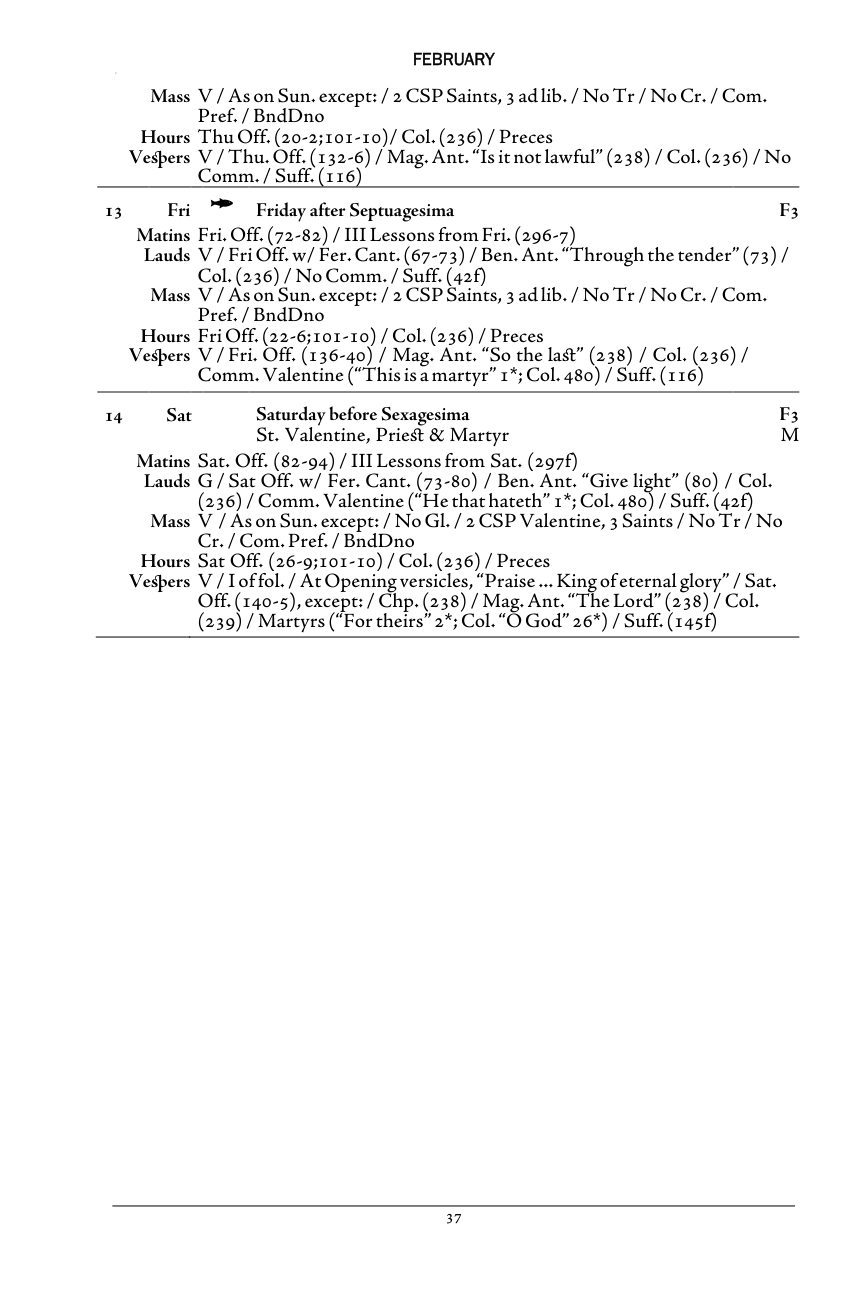 FEBRUARY
Mass V / As on Sun. except: / 2 CSP Saints, 3 ad lib. / No Tr / No Cr. / Com.
Pref. / BndDno
Hours Thu Off. (20-2;101-10)/ Col. (236) / Preces
Vespers V / Thu. Off. (132-6) / Mag. Ant. “Is it not lawful” (238) / Col. (236) / No
Comm. / Suff. (116)
13 Fri Friday after Septuagesima F3
Matins Fri. Off. (72-82) / III Lessons from Fri. (296-7)
Lauds V / Fri Off. w/ Fer. Cant. (67-73) / Ben. Ant. “Through the tender” (73) /
Col. (236) / No Comm. / Suff. (42f)
Mass V / As on Sun. except: / 2 CSP Saints, 3 ad lib. / No Tr / No Cr. / Com.
Pref. / BndDno
Hours Fri Off. (22-6;101-10) / Col. (236) / Preces
Vespers V / Fri. Off. (136-40) / Mag. Ant. “So the last” (238) / Col. (236) /
Comm. Valentine (“This is a martyr” 1*; Col. 480) / Suff. (116)
14 Sat Saturday before Sexagesima F3
St. Valentine, Priest & Martyr M
Matins Sat. Off. (82-94) / III Lessons from Sat. (297f)
Lauds G / Sat Off. w/ Fer. Cant. (73-80) / Ben. Ant. “Give light” (80) / Col.
(236) / Comm. Valentine (“He that hateth” 1*; Col. 480) / Suff. (42f)
Mass V / As on Sun. except: / No Gl. / 2 CSP Valentine, 3 Saints / No Tr / No
Cr. / Com. Pref. / BndDno
Hours Sat Off. (26-9;101-10) / Col. (236) / Preces
Vespers V / I of fol. / At Opening versicles, “Praise ... King of eternal glory” / Sat.
Off. (140-5), except: / Chp. (238) / Mag. Ant. “The Lord” (238) / Col.
(239) / Martyrs (“For theirs” 2*; Col. “O God” 26*) / Suff. (145f)
37